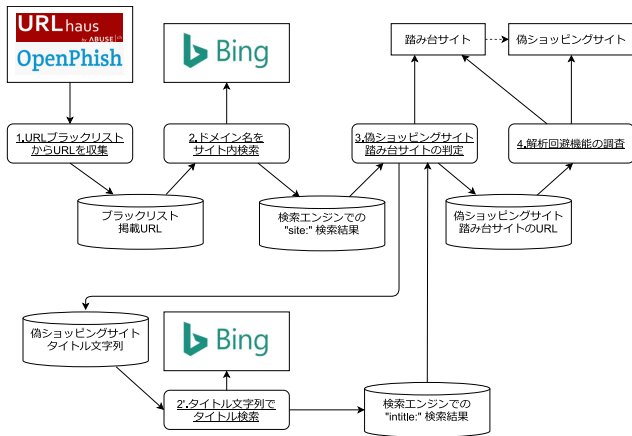 URLhaus
by ABUSE|ch
OpenPhish
Bing
踏み台サイト
偽ショッピングサイト
1.URLブラックリスト
からURLを収集
2.ドメイン名を
サイト内検索
3.偽ショッピングサイト
踏み台サイトの判定
4.解析回避機能の調査
ブラックリスト
掲載URL
検索エンジンでの
"site:" 検索結果
偽ショッピングサイト
踏み台サイトのURL
偽ショッピングサイト
タイトル文字列
Bing
2'.タイトル文字列で
タイトル検索
検索エンジンでの
"intitle:" 検索結果